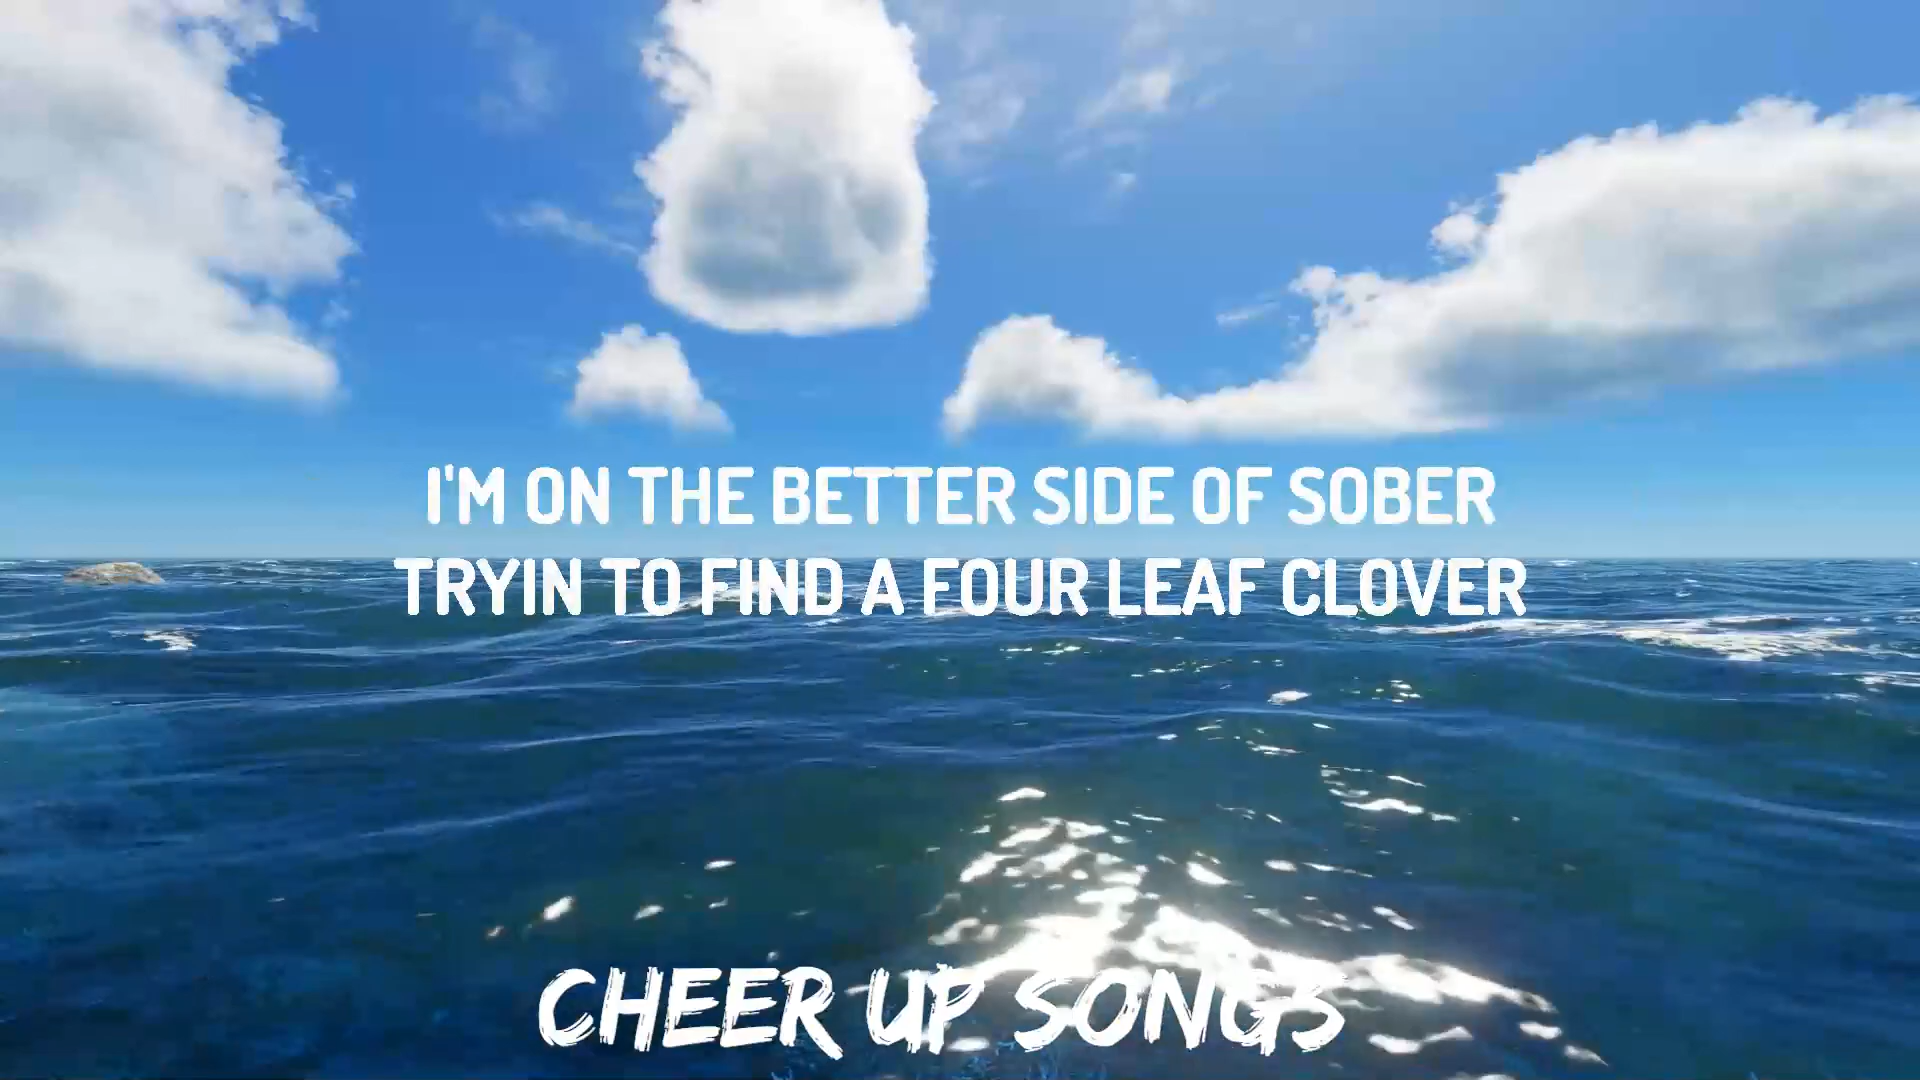 I'M ON THE BETTER SIDE OF SOBER
TRYIN TO FIND A FOUR LEAF CLOVER
CHEER UP SONGS